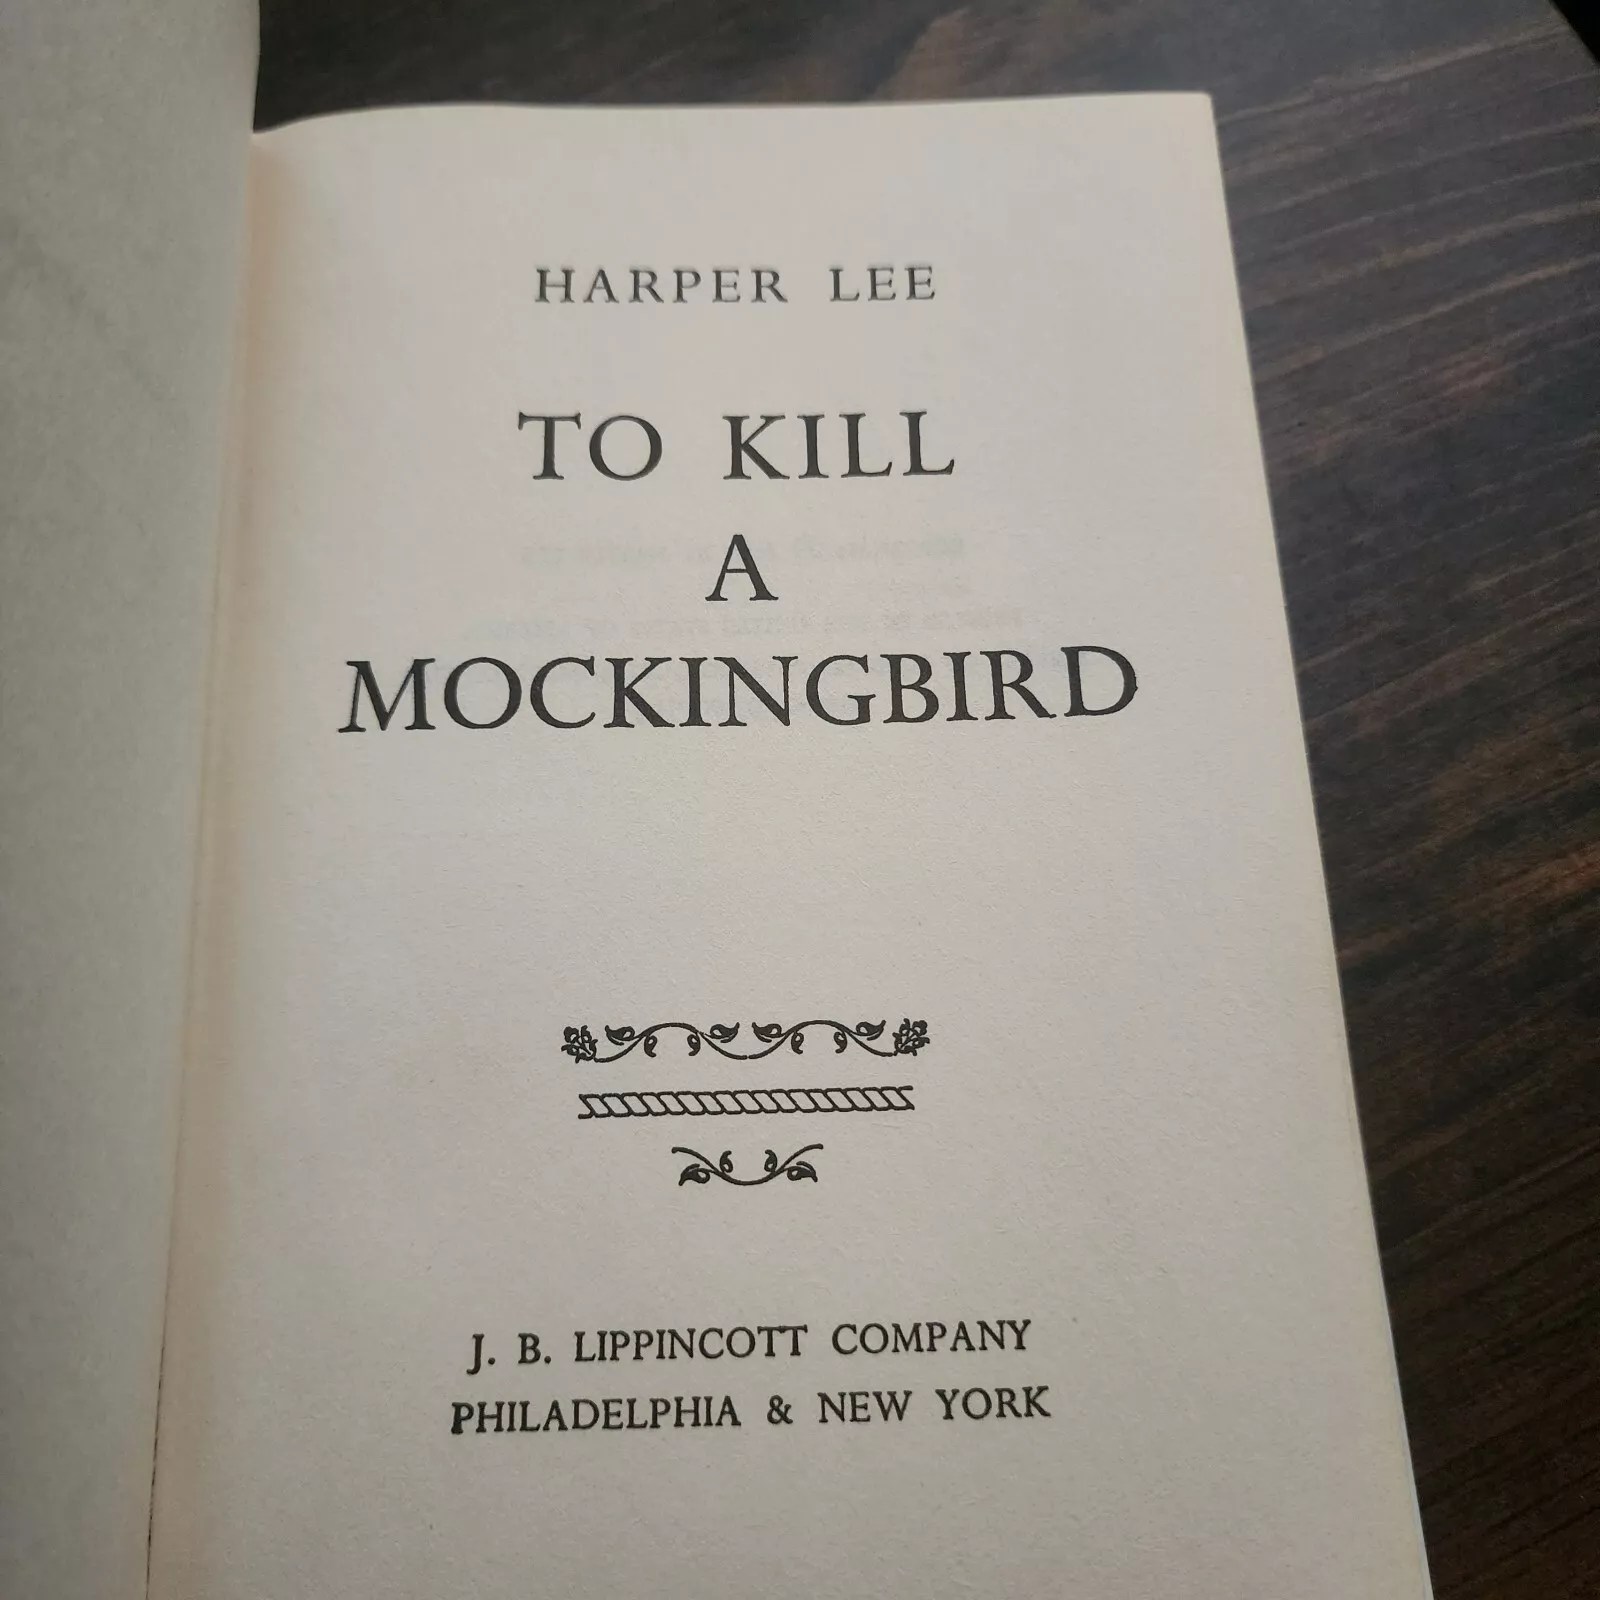 HARPER LEE
TO KILL
A
MOCKINGBIRD
J. B. LIPPINCOTT COMPANY
PHILADELPHIA & NEW YORK